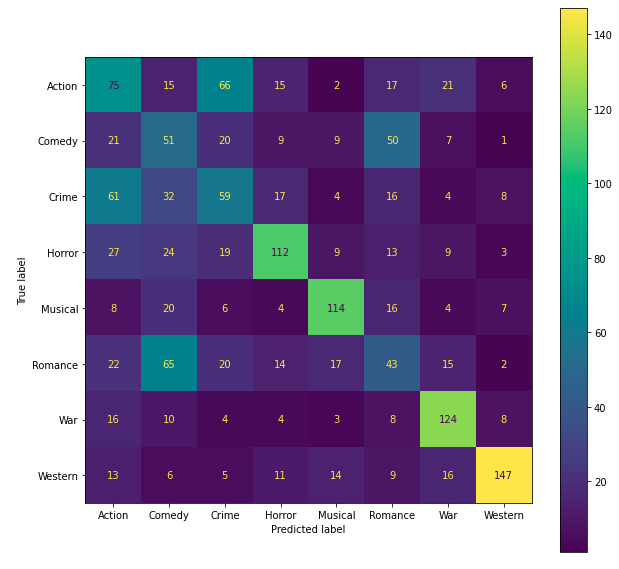 140
Action 75 15 66 15 2 17 21 6
120
Comedy 21 51 20 9 9 50 7 1
100
Crime 61 32 59 17 4 16 4 8
80
Horror 27 24 19 112 9 13 9 3
True label
Musical 8 20 6 4 114 16 4 7
60
Romance 22 65 20 14 17 43 15 2
40
War 16 10 4 4 3 8 124 8
Western 13 6 5 11 14 9 16 147
20
Action Comedy Crime Horror Musical Romance War Western
Predicted label